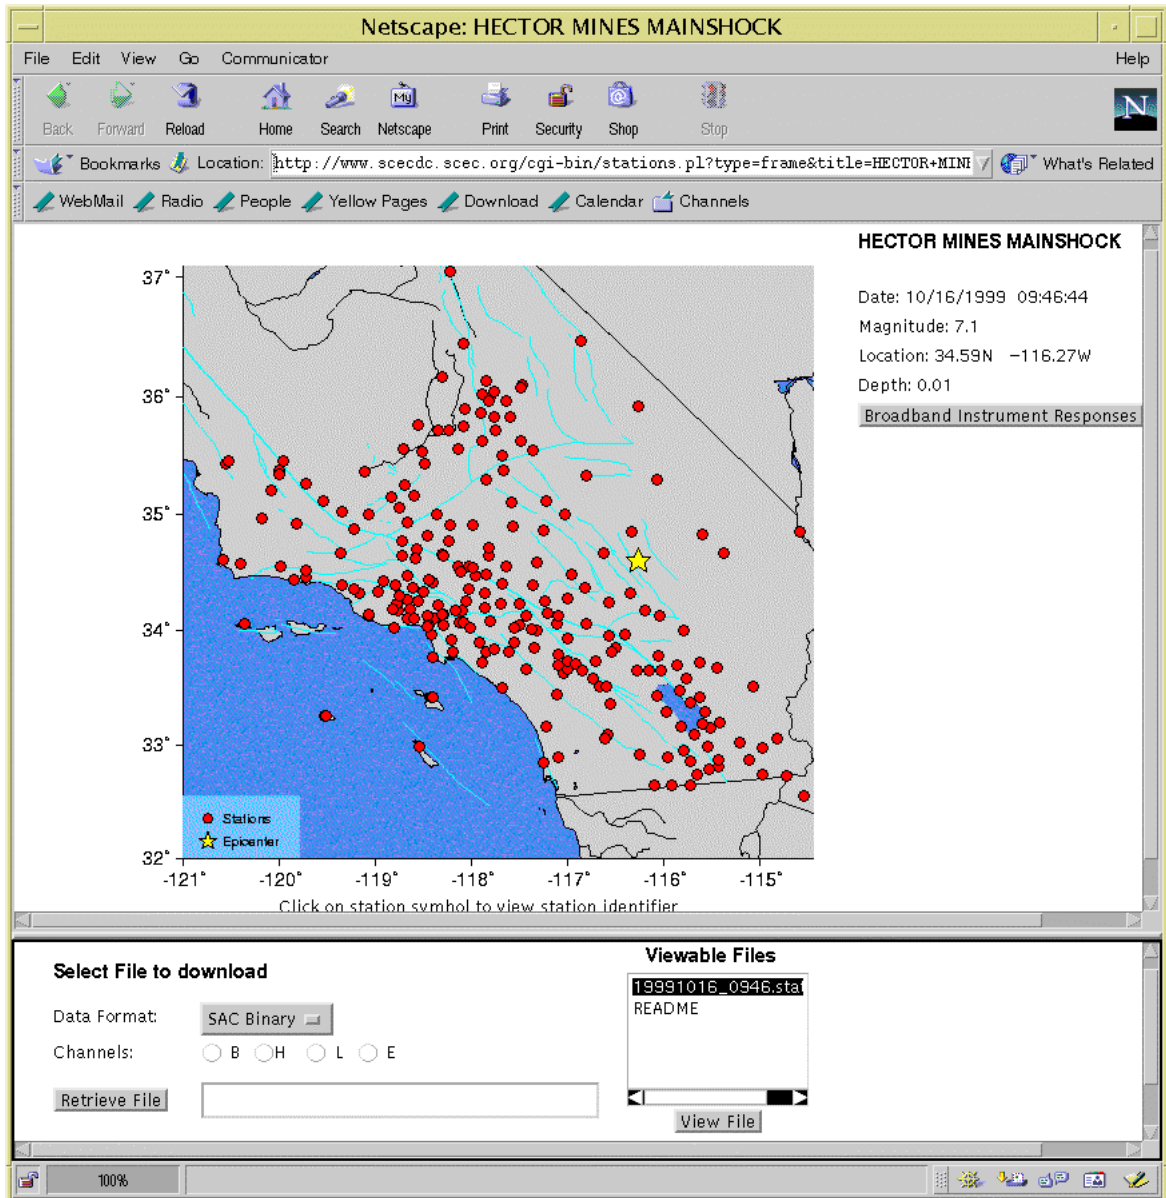 Netscape: HECTOR MINES MAINSHOCK
File Edit View Go Communicator Help
Back Forward Reload Home Search Netscape Print Security Shop Stop
My
N
Bookmarks Location: http://www.scecdc.scec.org/cgi-bin/stations.pl?type=frame&title=HECTOR+MINE What's Related
WebMail Radio People Yellow Pages Download Calendar Channels
HECTOR MINES MAINSHOCK
Date: 10/16/1999 09:46:44
Magnitude: 7.1
Location: 34.59N -116.27W
Depth: 0.01
Broadband Instrument Responses
37°
36°
35°
34°
33°
32°
Stations
Epicenter
-121° -120° -119° -118° -117° -116° -115°
Click on station symbol to view station identifier
Select File to download
Data Format: SAC Binary
Channels: B H L E
Retrieve File
Viewable Files
19991016_0946.stat
README
View File
100%